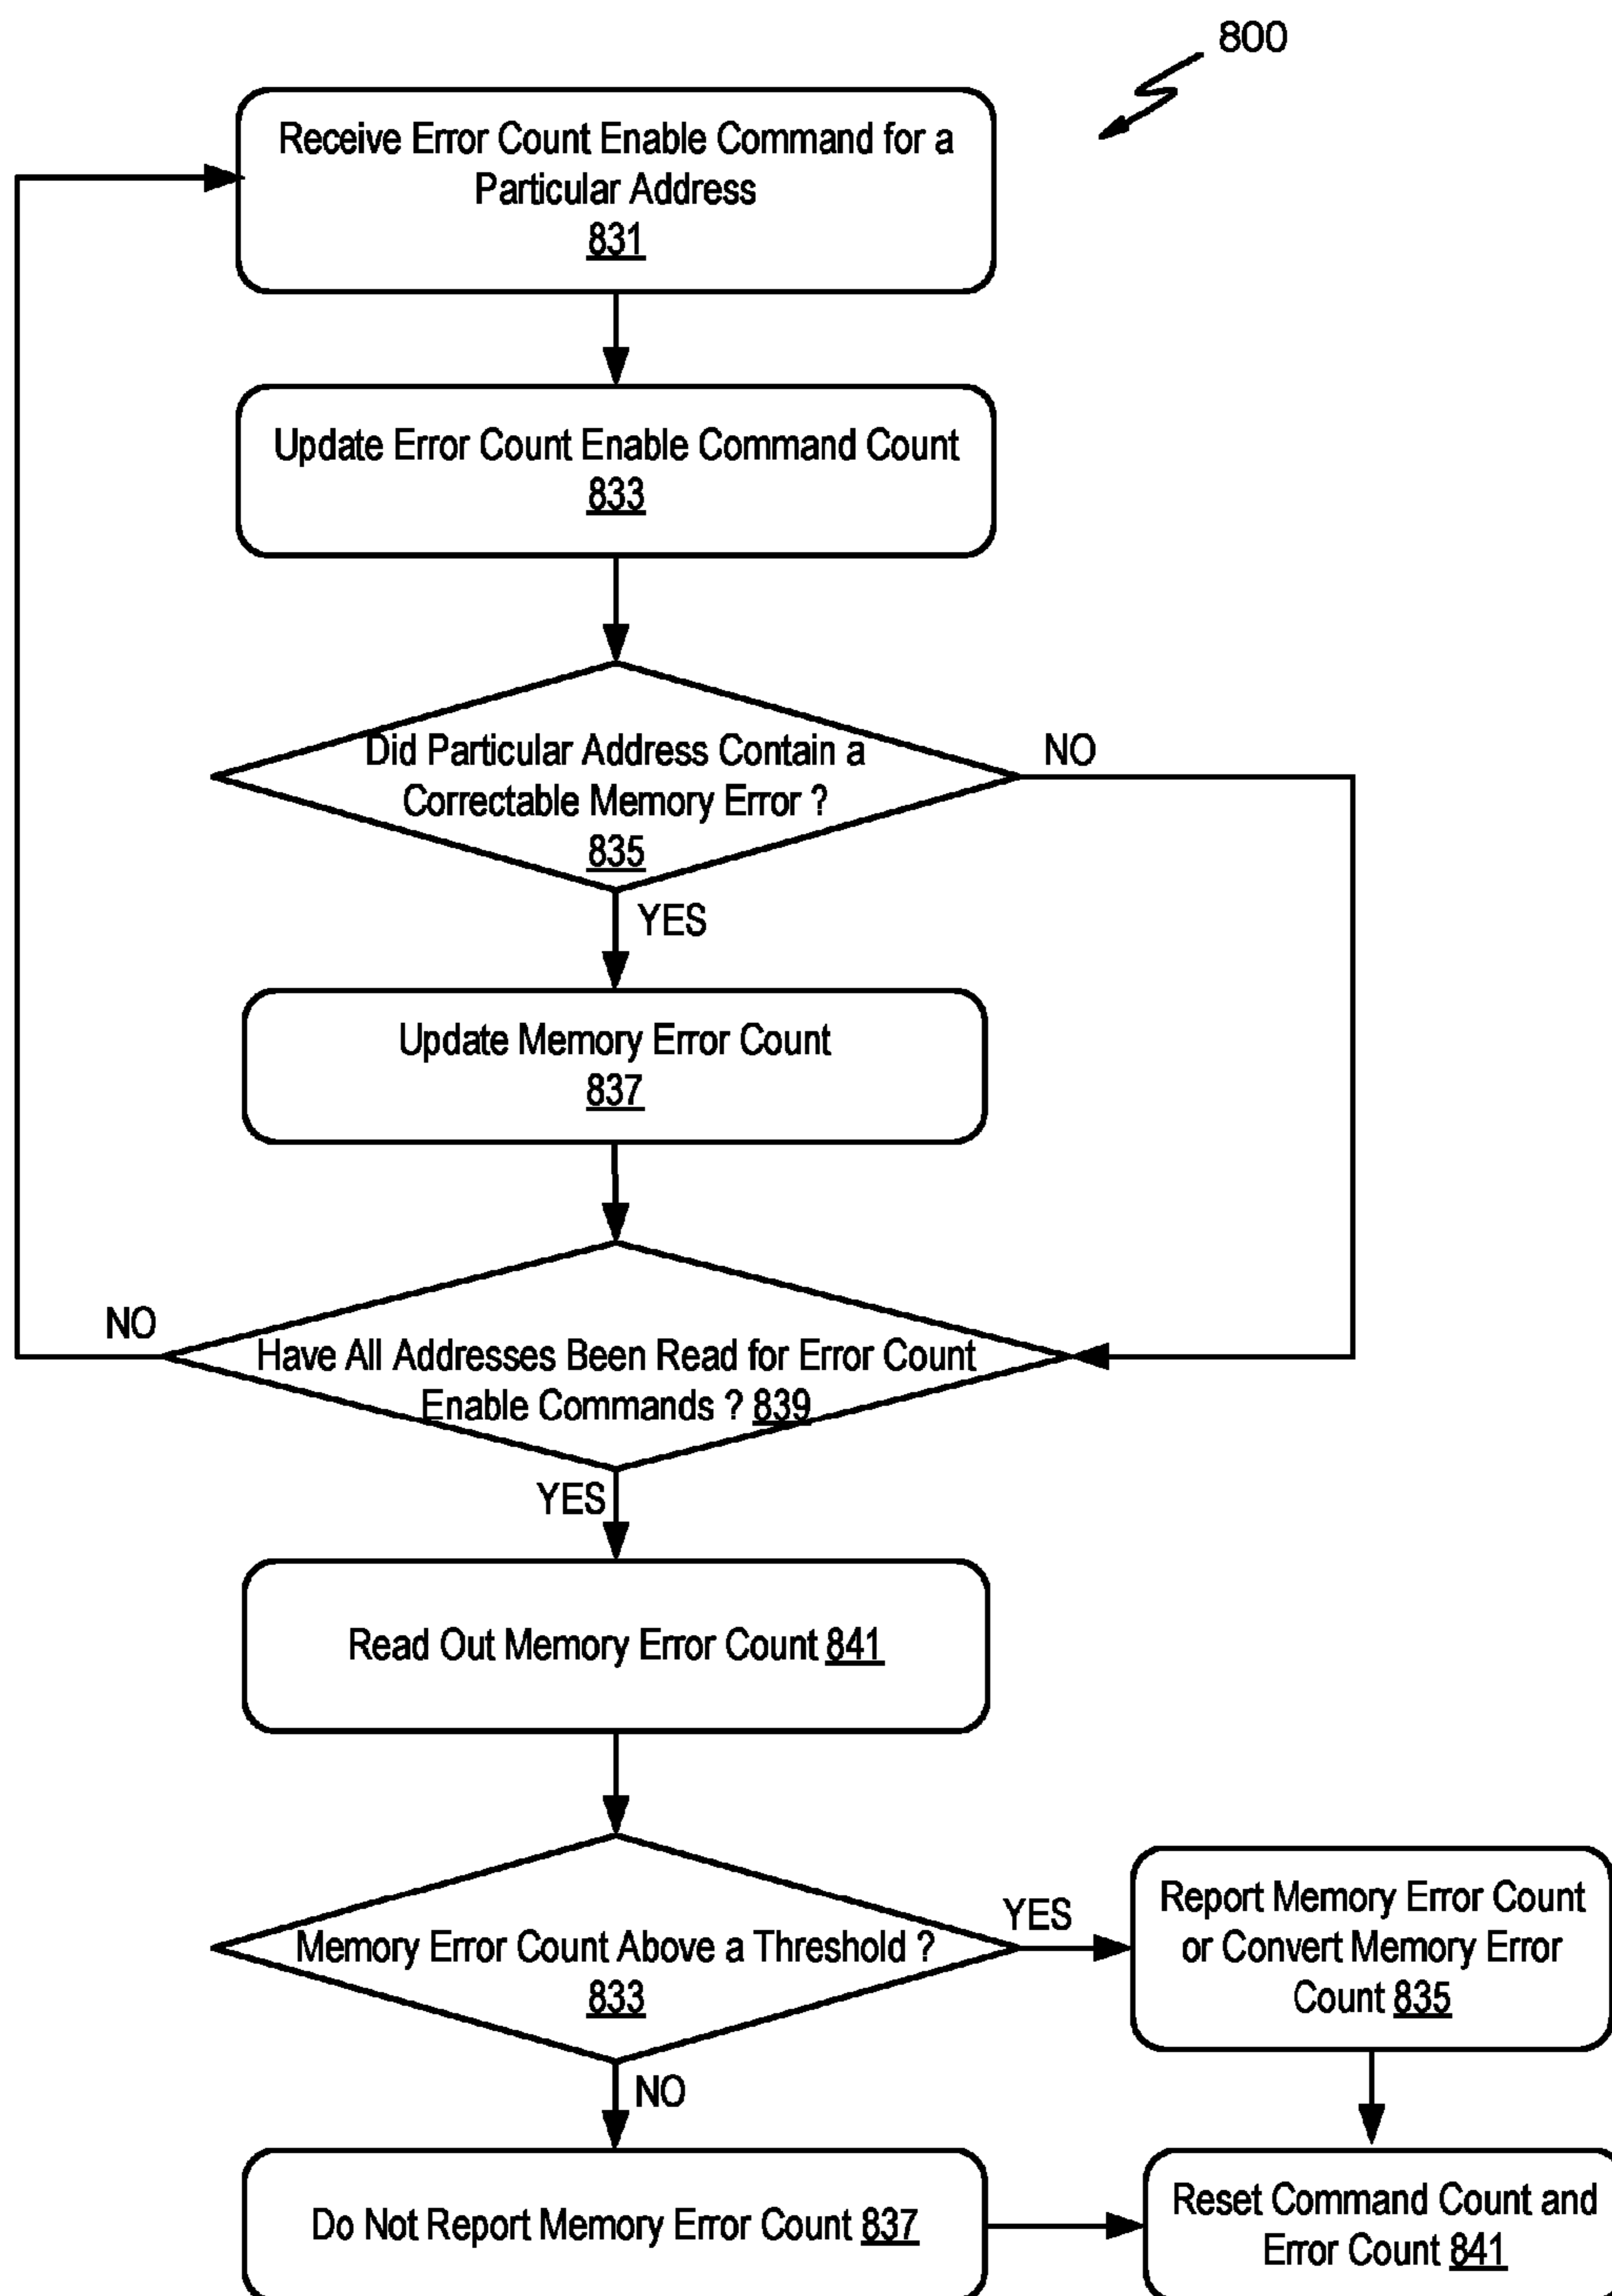 800
Receive Error Count Enable Command for a
Particular Address
831
Update Error Count Enable Command Count
833
Did Particular Address Contain a
Correctable Memory Error ?
835
NO
YES
Update Memory Error Count
837
NO
Have All Addresses Been Read for Error Count
Enable Commands ? 839
YES
Read Out Memory Error Count 841
Memory Error Count Above a Threshold ?
833
YES
Report Memory Error Count
or Convert Memory Error
Count 835
NO
Do Not Report Memory Error Count 837
Reset Command Count and
Error Count 841